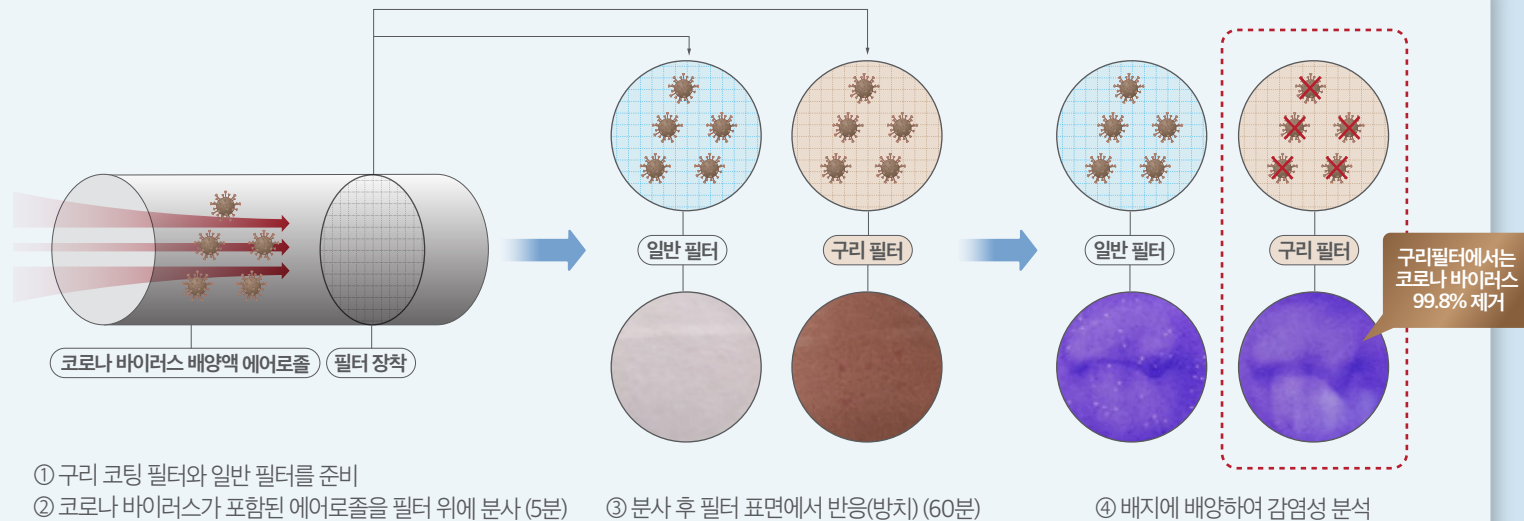 일반 필터
구리 필터
일반 필터
구리 필터
구리필터에서는
코로나 바이러스
99.8% 제거
코로나 바이러스 배양액 에어로졸
필터 장착
① 구리 코팅 필터와 일반 필터를 준비
② 코로나 바이러스가 포함된 에어로졸을 필터 위에 분사 (5분)
③ 분사 후 필터 표면에서 반응(방치) (60분)
④ 배지에 배양하여 감염성 분석